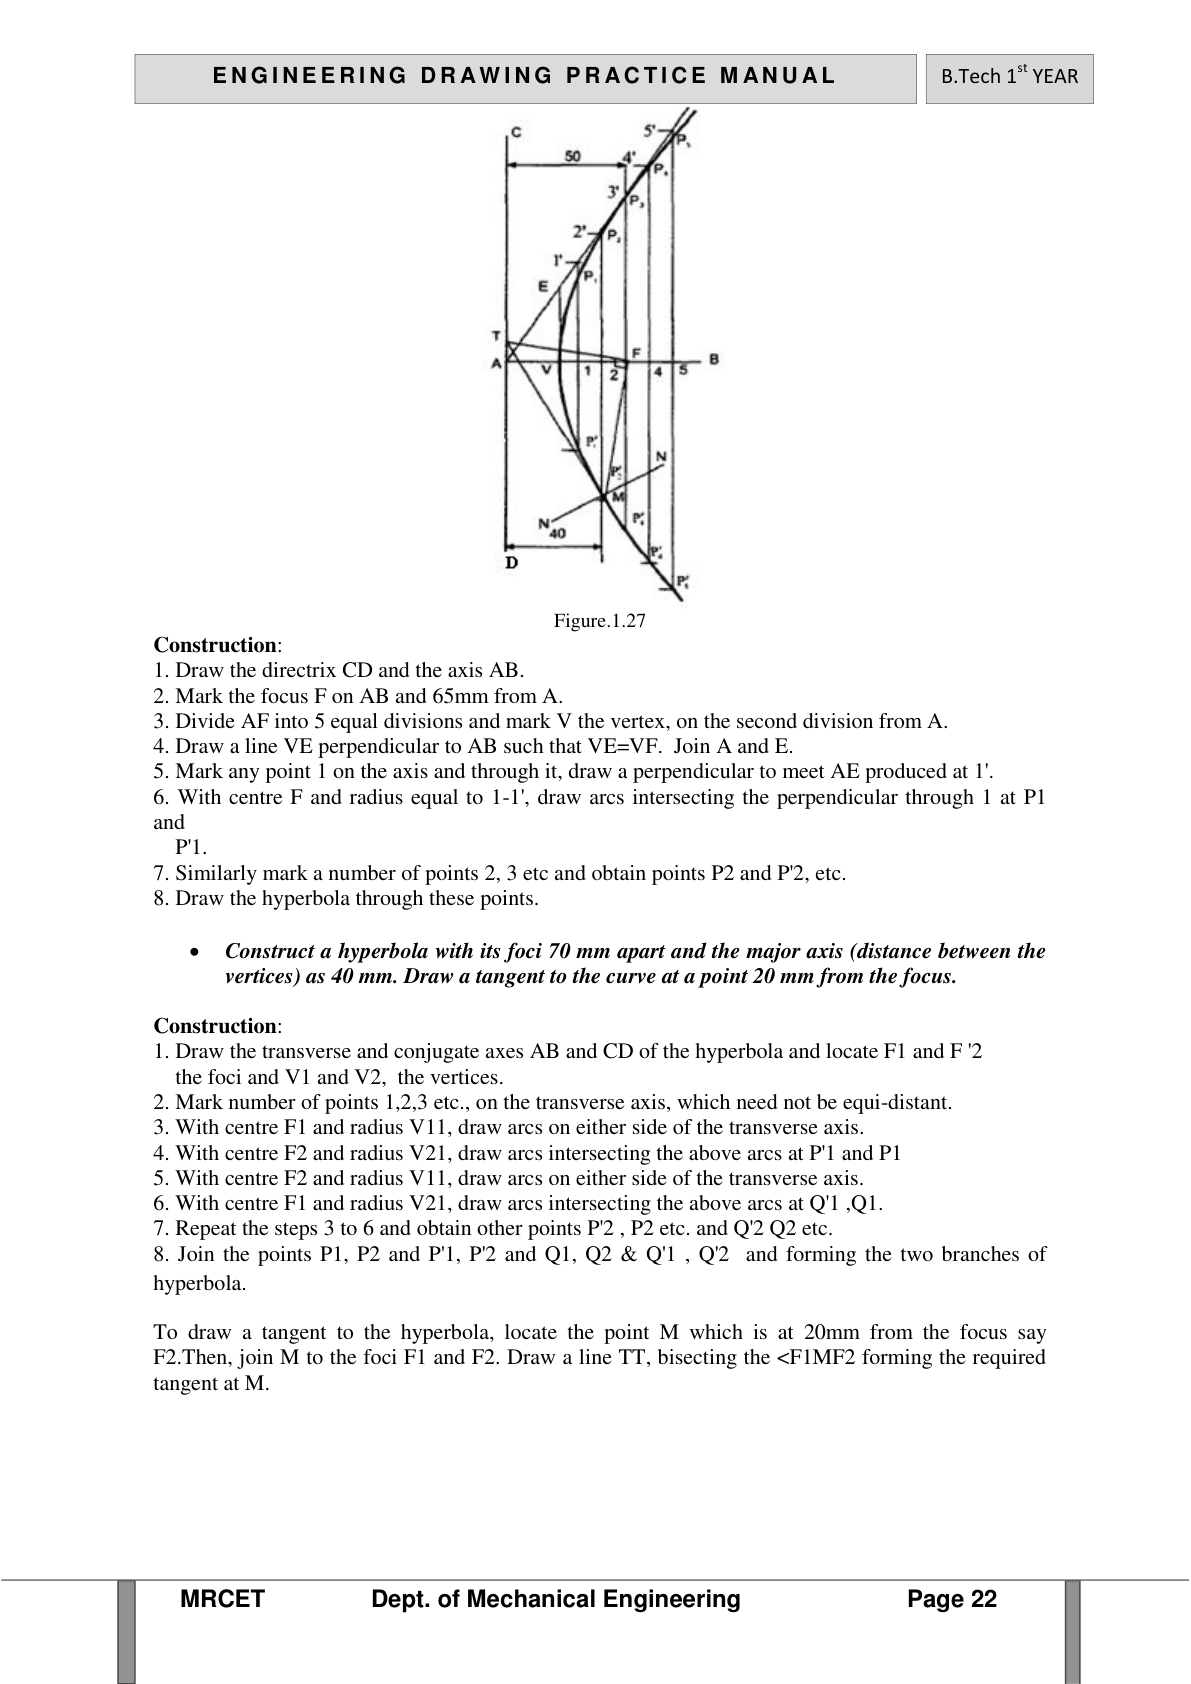 ENGINEERING DRAWING PRACTICE MANUAL
B.Tech 1st YEAR
C
5'
P5
50
4'
P4
3'
P3
2'
P2
1'
P1
E
T
F
A
V
1
2
4
5
B
P'1
N
P'2
M
N
40
D
Figure.1.27
Construction:
1. Draw the directrix CD and the axis AB.
2. Mark the focus F on AB and 65mm from A.
3. Divide AF into 5 equal divisions and mark V the vertex, on the second division from A.
4. Draw a line VE perpendicular to AB such that VE=VF. Join A and E.
5. Mark any point 1 on the axis and through it, draw a perpendicular to meet AE produced at 1'.
6. With centre F and radius equal to 1-1', draw arcs intersecting the perpendicular through 1 at P1
and
P'1.
7. Similarly mark a number of points 2, 3 etc and obtain points P2 and P'2, etc.
8. Draw the hyperbola through these points.
• Construct a hyperbola with its foci 70 mm apart and the major axis (distance between the
vertices) as 40 mm. Draw a tangent to the curve at a point 20 mm from the focus.
Construction:
1. Draw the transverse and conjugate axes AB and CD of the hyperbola and locate F1 and F '2
the foci and V1 and V2, the vertices.
2. Mark number of points 1,2,3 etc., on the transverse axis, which need not be equi-distant.
3. With centre F1 and radius V11, draw arcs on either side of the transverse axis.
4. With centre F2 and radius V21, draw arcs intersecting the above arcs at P'1 and P1
5. With centre F2 and radius V11, draw arcs on either side of the transverse axis.
6. With centre F1 and radius V21, draw arcs intersecting the above arcs at Q'1 ,Q1.
7. Repeat the steps 3 to 6 and obtain other points P'2 , P2 etc. and Q'2 Q2 etc.
8. Join the points P1, P2 and P'1, P'2 and Q1, Q2 & Q'1 , Q'2 and forming the two branches of
hyperbola.
To draw a tangent to the hyperbola, locate the point M which is at 20mm from the focus say
F2.Then, join M to the foci F1 and F2. Draw a line TT, bisecting the <F1MF2 forming the required
tangent at M.
MRCET Dept. of Mechanical Engineering Page 22